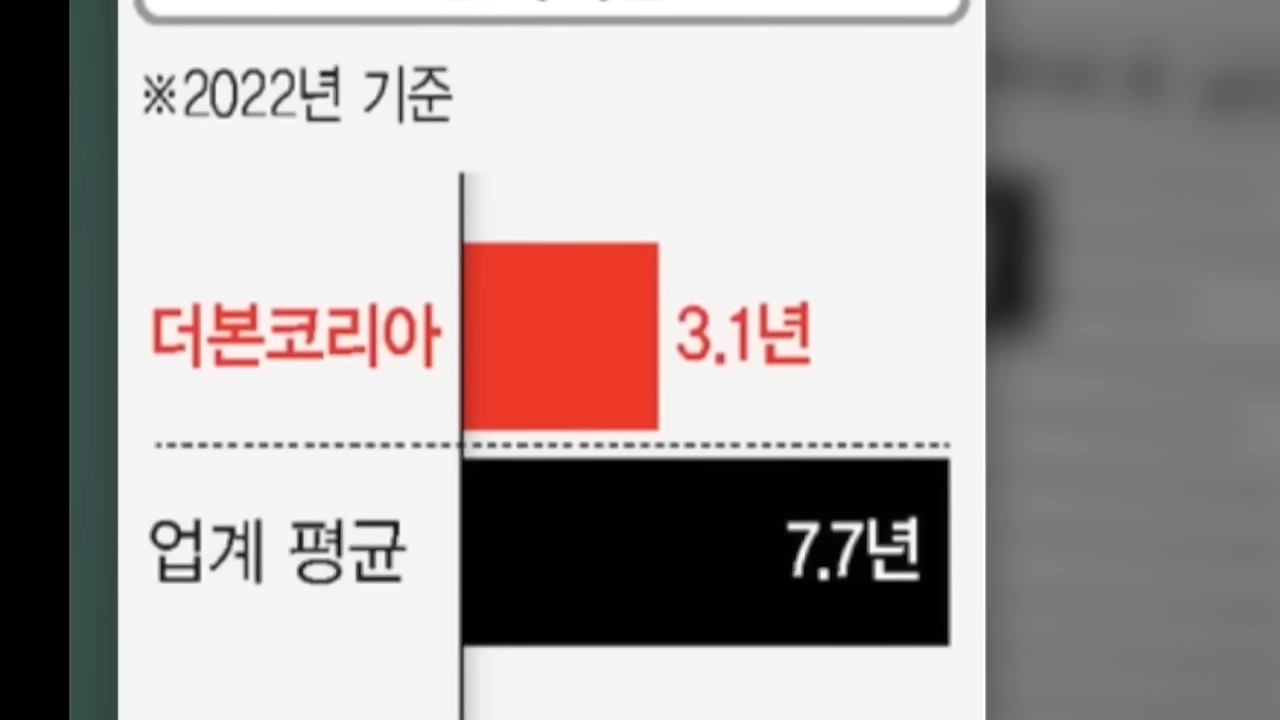 ※2022년 기준
더본코리아 3.1년
업계 평균 7.7년